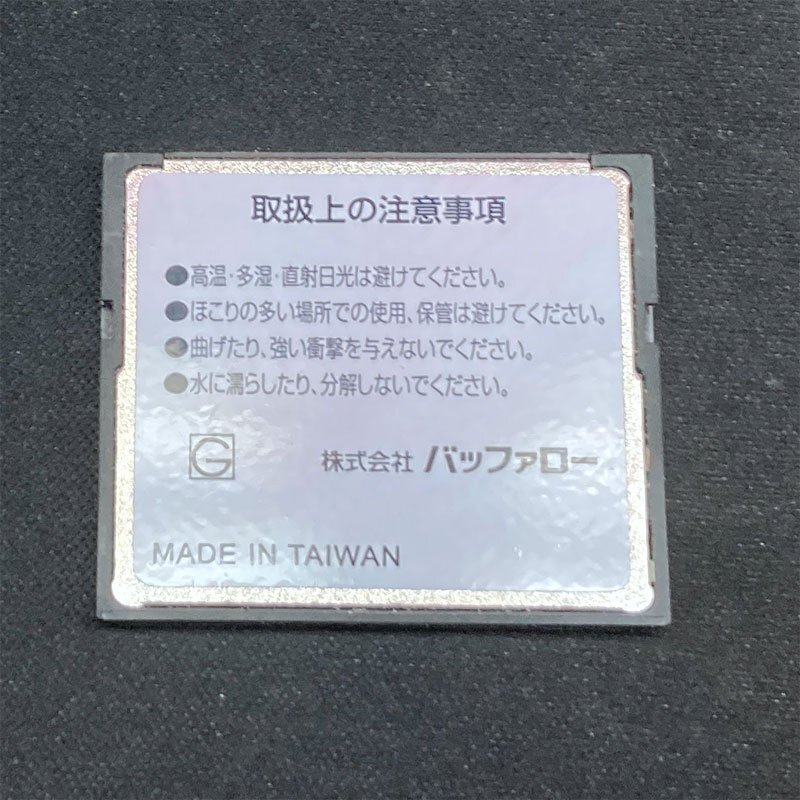 取扱上の注意事項
●高温・多湿・直射日光は避けてください。
●ほこりの多い場所での使用、保管は避けてください。
●曲げたり、強い衝撃を与えないでください。
●水に濡らしたり、分解しないでください。
G 株式会社 バッファロー
MADE IN TAIWAN